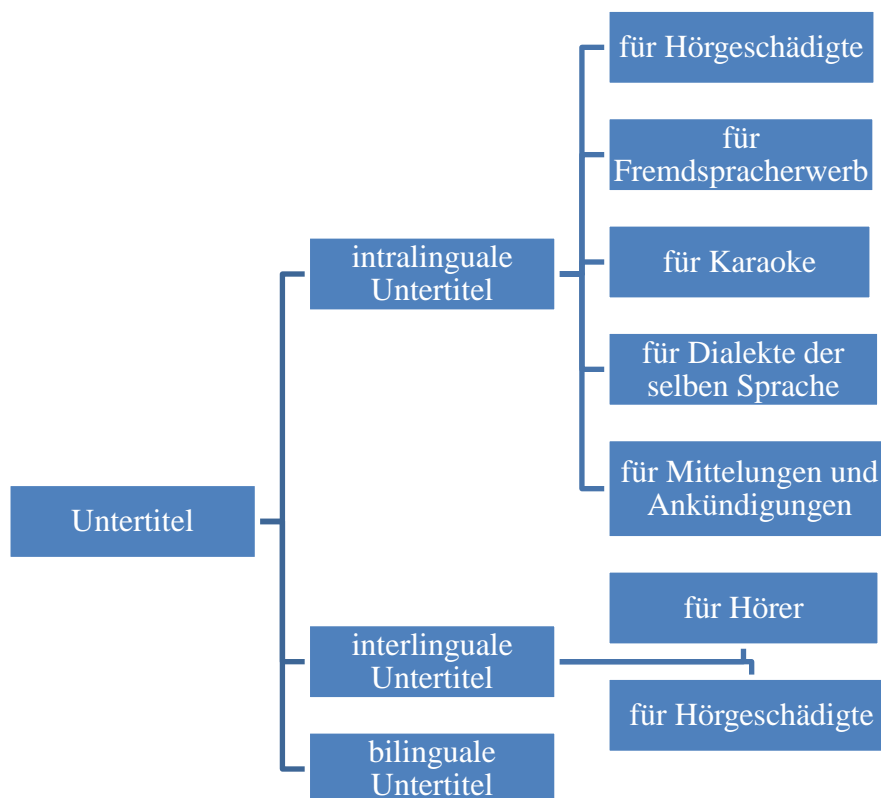 für Hörgeschädigte
für
Fremdspracherwerb
intralinguale
Untertitel
für Karaoke
für Dialekte der
selben Sprache
für Mittelungen und
Ankündigungen
Untertitel
für Hörer
interlinguale
Untertitel
für Hörgeschädigte
bilinguale
Untertitel